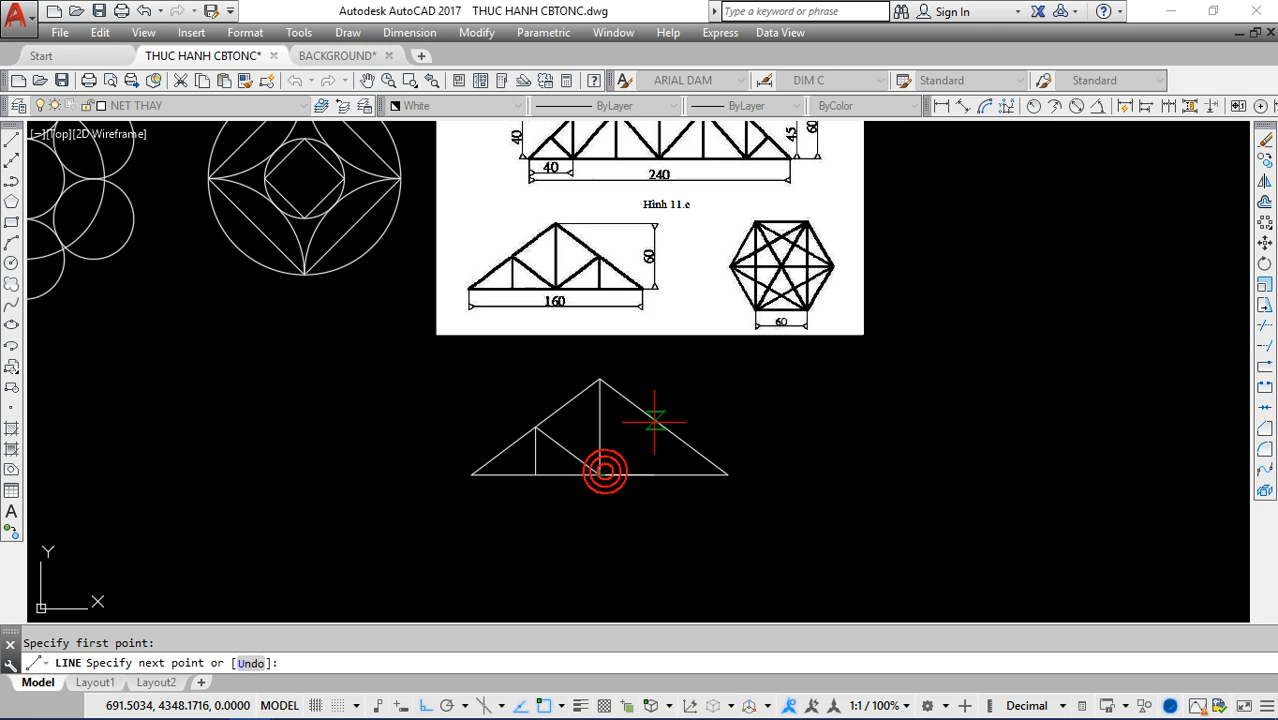 Autodesk AutoCAD 2017 THUC HANH CBTONC.dwg
Type a keyword or phrase
Sign In
File Edit View Insert Format Tools Draw Dimension Modify Parametric Window Help Express Data View
Start THUC HANH CBTONC* BACKGROUND*
ARIAL DAM DIM C Standard Standard
NET THAY White ByLayer ByLayer ByColor
[−][Top][2D Wireframe]
40 45
40
240
Hình 11.c
60
160
60
Y
X
Specify first point:
LINE Specify next point or [Undo]:
Model Layout1 Layout2
691.5034, 4348.1716, 0.0000 MODEL 1:1 / 100% Decimal